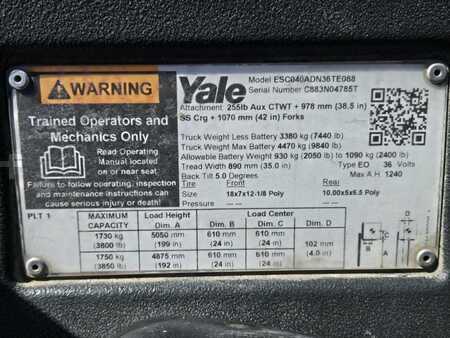 WARNING
Trained Operators and
Mechanics Only
Read Operating
Manual located
on or near seat
Failure to follow operating, inspection
and maintenance instructions can
cause serious injury or death!
Yale
Model ESC040ADN36TE088
Serial Number C883N04785T
Attachment: 255lb Aux CTWT + 978 mm (38.5 in)
SS Crg + 1070 mm (42 in) Forks
Truck Weight Less Battery 3380 kg (7440 lb)
Truck Weight Max Battery 4470 kg (9840 lb)
Allowable Battery Weight 930 kg (2050 lb) to 1090 kg (2400 lb)
Tread Width 890 mm (35.0 in) Type EO 36 Volts
Back Tilt 5.0 Degrees Max A.H. 1240
Tire Front Rear
Size 18x7x12-1/8 Poly 10.00x5x6.5 Poly
Pressure -- -- -- --
PLT 1
MAXIMUM CAPACITY Load Height Dim. A Load Center Dim. B Dim. C Dim. D
1730 kg 5050 mm 610 mm 610 mm
(3800 lb) (199 in) (24 in) (24 in) 102 mm
1750 kg 4875 mm 610 mm 610 mm (4.0 in)
(3850 lb) (192 in) (24 in) (24 in)
D
C
B
A